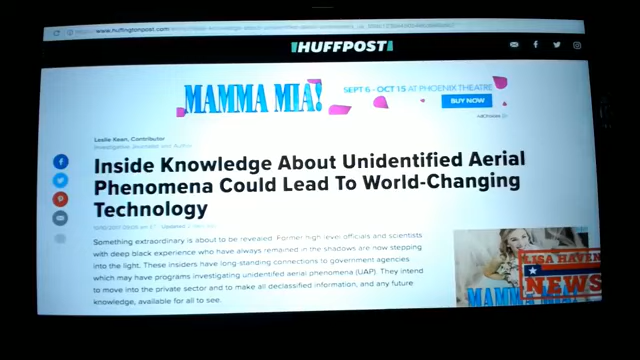 www.huffingtonpost.com
HUFFPOST
MAMMA MIA!
SEPT 6 - OCT 15 AT PHOENIX THEATRE
BUY NOW
Leslie Kean, Contributor
Investigative Journalist and Author
Inside Knowledge About Unidentified Aerial
Phenomena Could Lead To World-Changing
Technology
Something extraordinary is about to be revealed. Former high-level officials and scientists
with deep black experience who have always remained in the shadows are now stepping
into the light. These insiders have long-standing connections to government agencies
which may have programs investigating unidentified aerial phenomena (UAP). They intend
to move into the private sector and to make all declassified information, and any future
knowledge, available for all to see.
LISA HAVEN
NEWS
MAMM